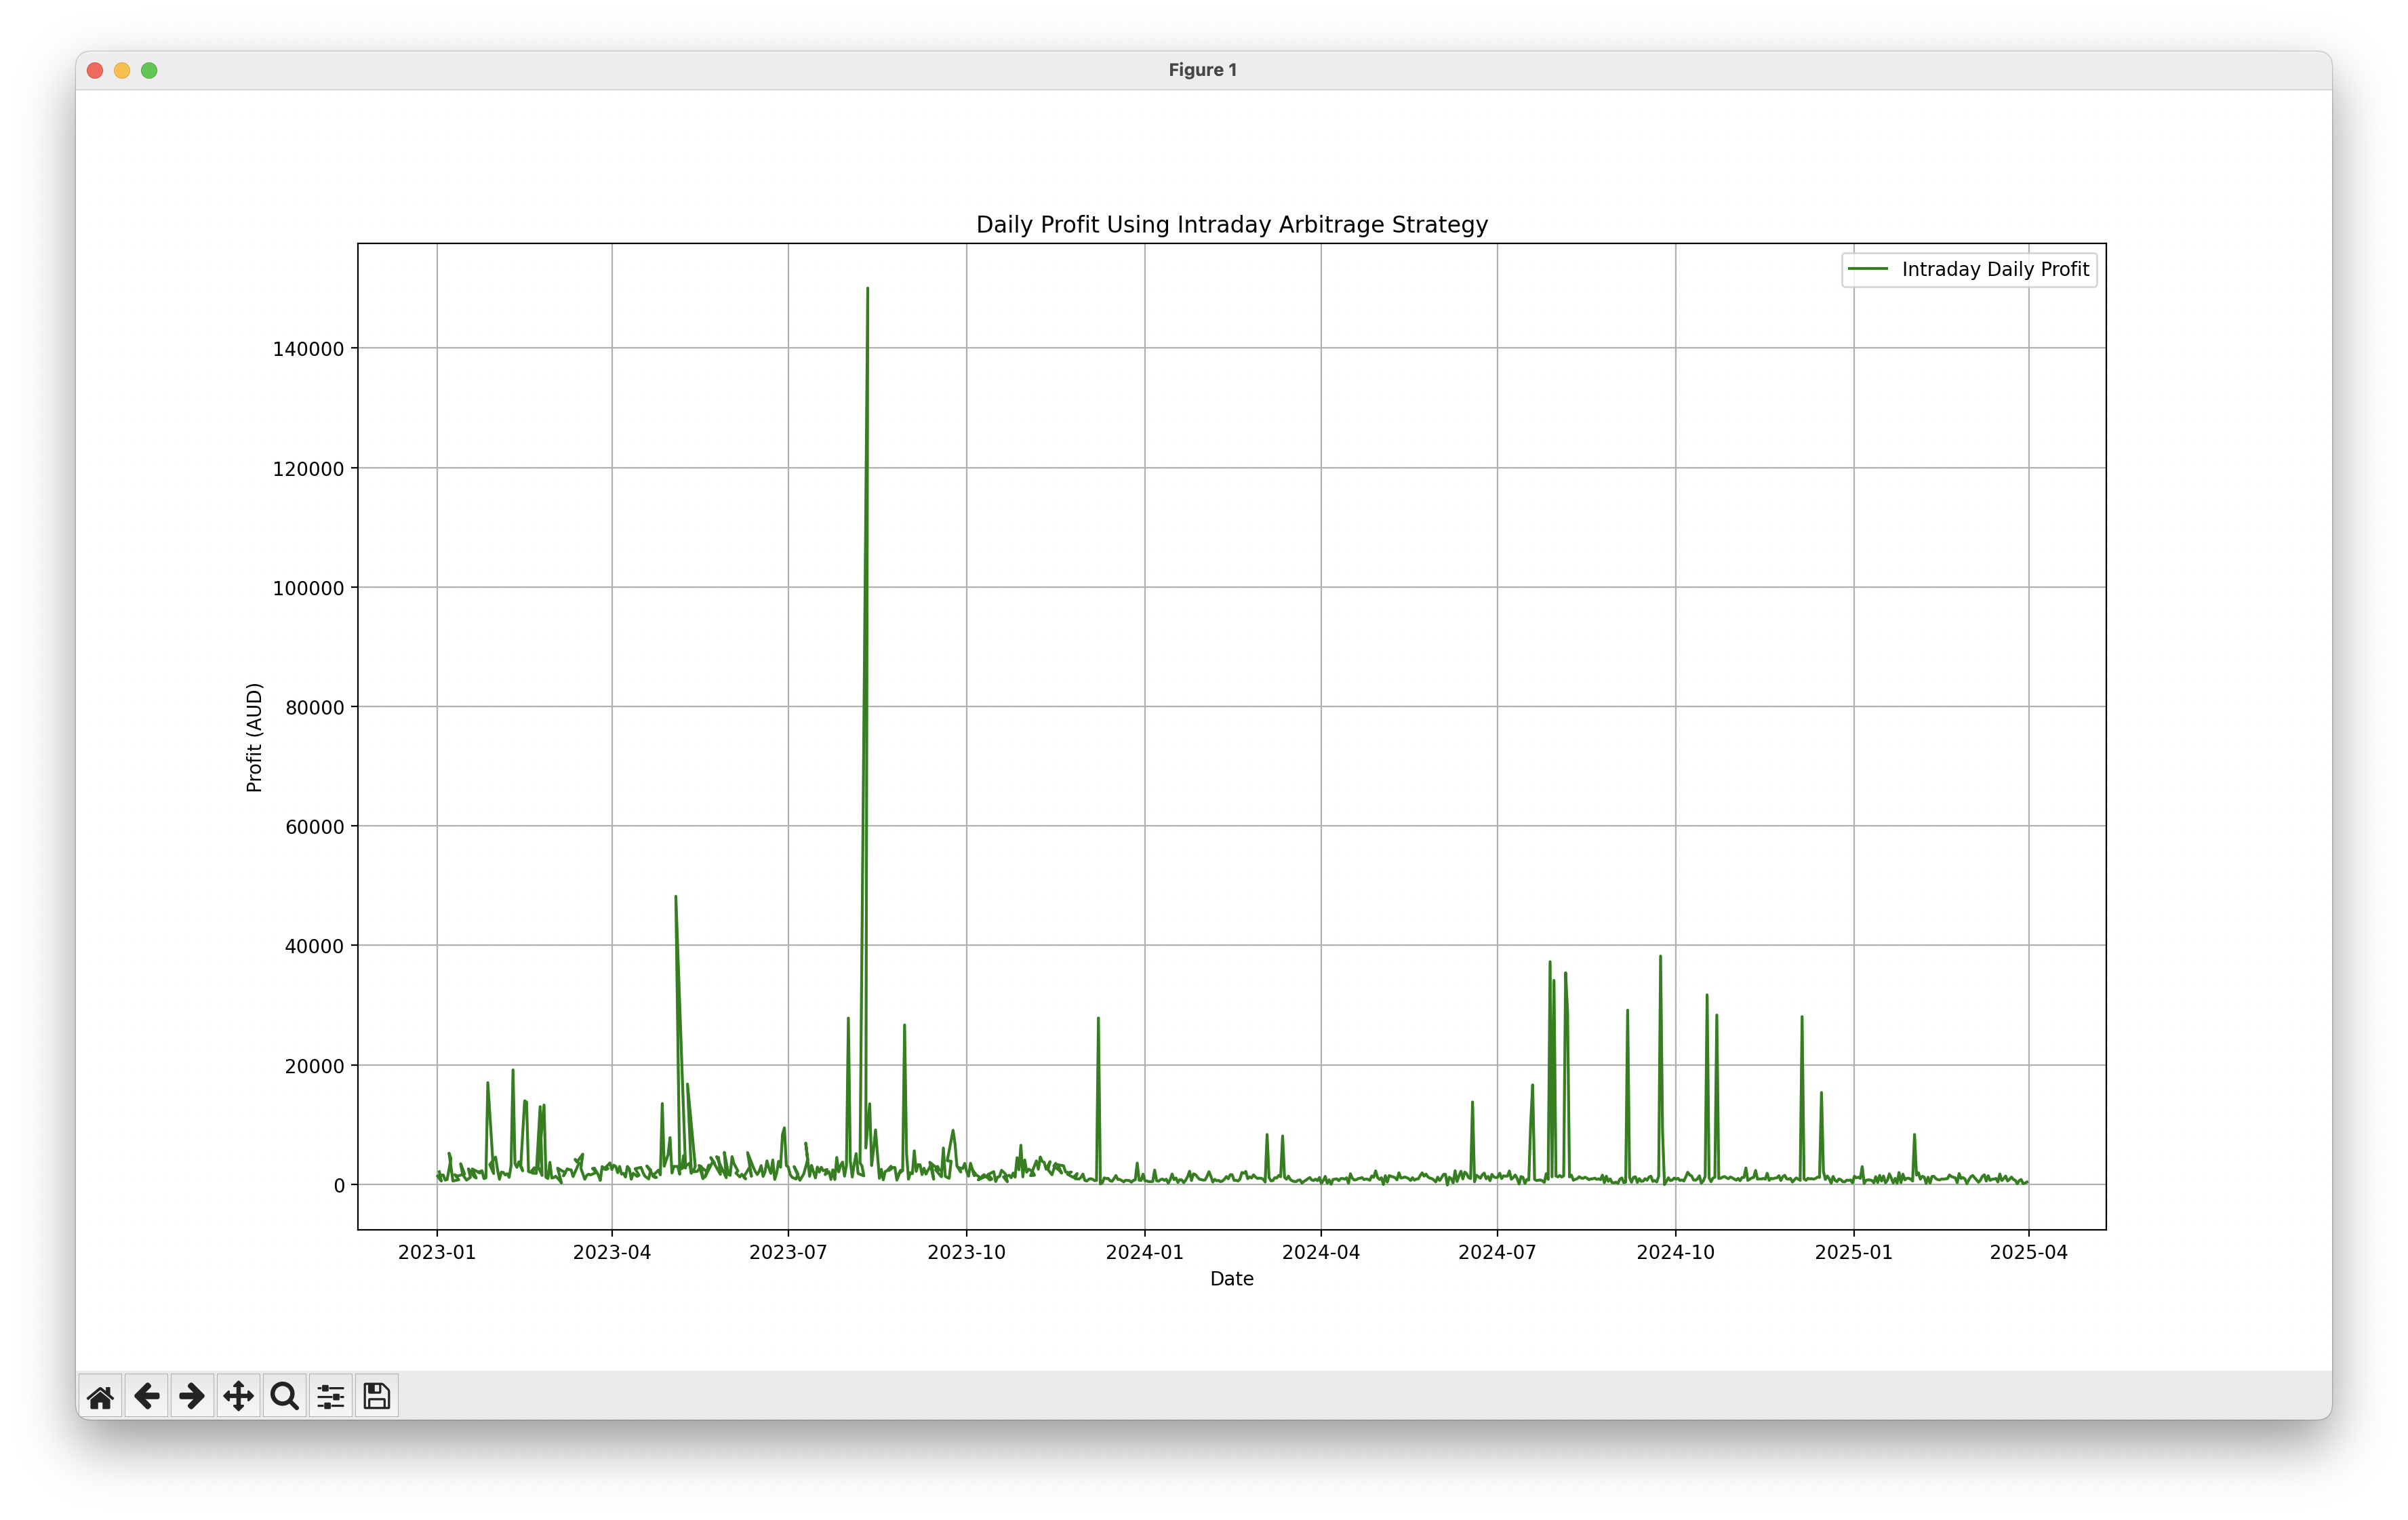 Figure 1
Daily Profit Using Intraday Arbitrage Strategy
Intraday Daily Profit
140000
120000
100000
80000
60000
40000
20000
0
Profit (AUD)
2023-01 2023-04 2023-07 2023-10 2024-01 2024-04 2024-07 2024-10 2025-01 2025-04
Date